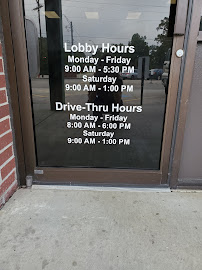 Lobby Hours
Monday - Friday
9:00 AM - 5:30 PM
Saturday
9:00 AM - 1:00 PM
Drive-Thru Hours
Monday - Friday
8:00 AM - 6:00 PM
Saturday
9:00 AM - 1:00 PM